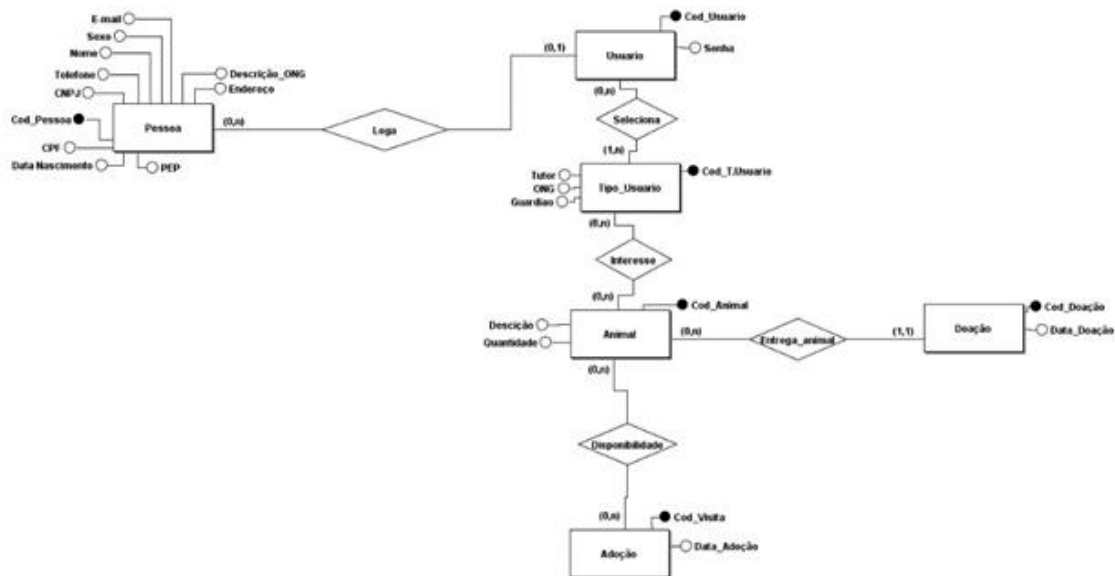 E-mail
Sexo
Nome
Telefone
CNPJ
Cod_Pessoa
CPF
Data Nascimento
PEP
Descrição_ONG
Endereço
Pessoa
(0,n)
Loga
(0,1)
Cod_Usuario
Usuario
Senha
(0,n)
Seleciona
(1,n)
Tutor
ONG
Guardiao
Tipo_Usuario
Cod_T.Usuario
(0,n)
Interesse
(0,n)
Cod_Animal
Descição
Quantidade
Animal
(0,n)
Entrega_animal
(1,1)
Cod_Doação
Doação
Data_Doação
(0,n)
Disponibilidade
(0,n)
Cod_Visita
Adoção
Data_Adoção